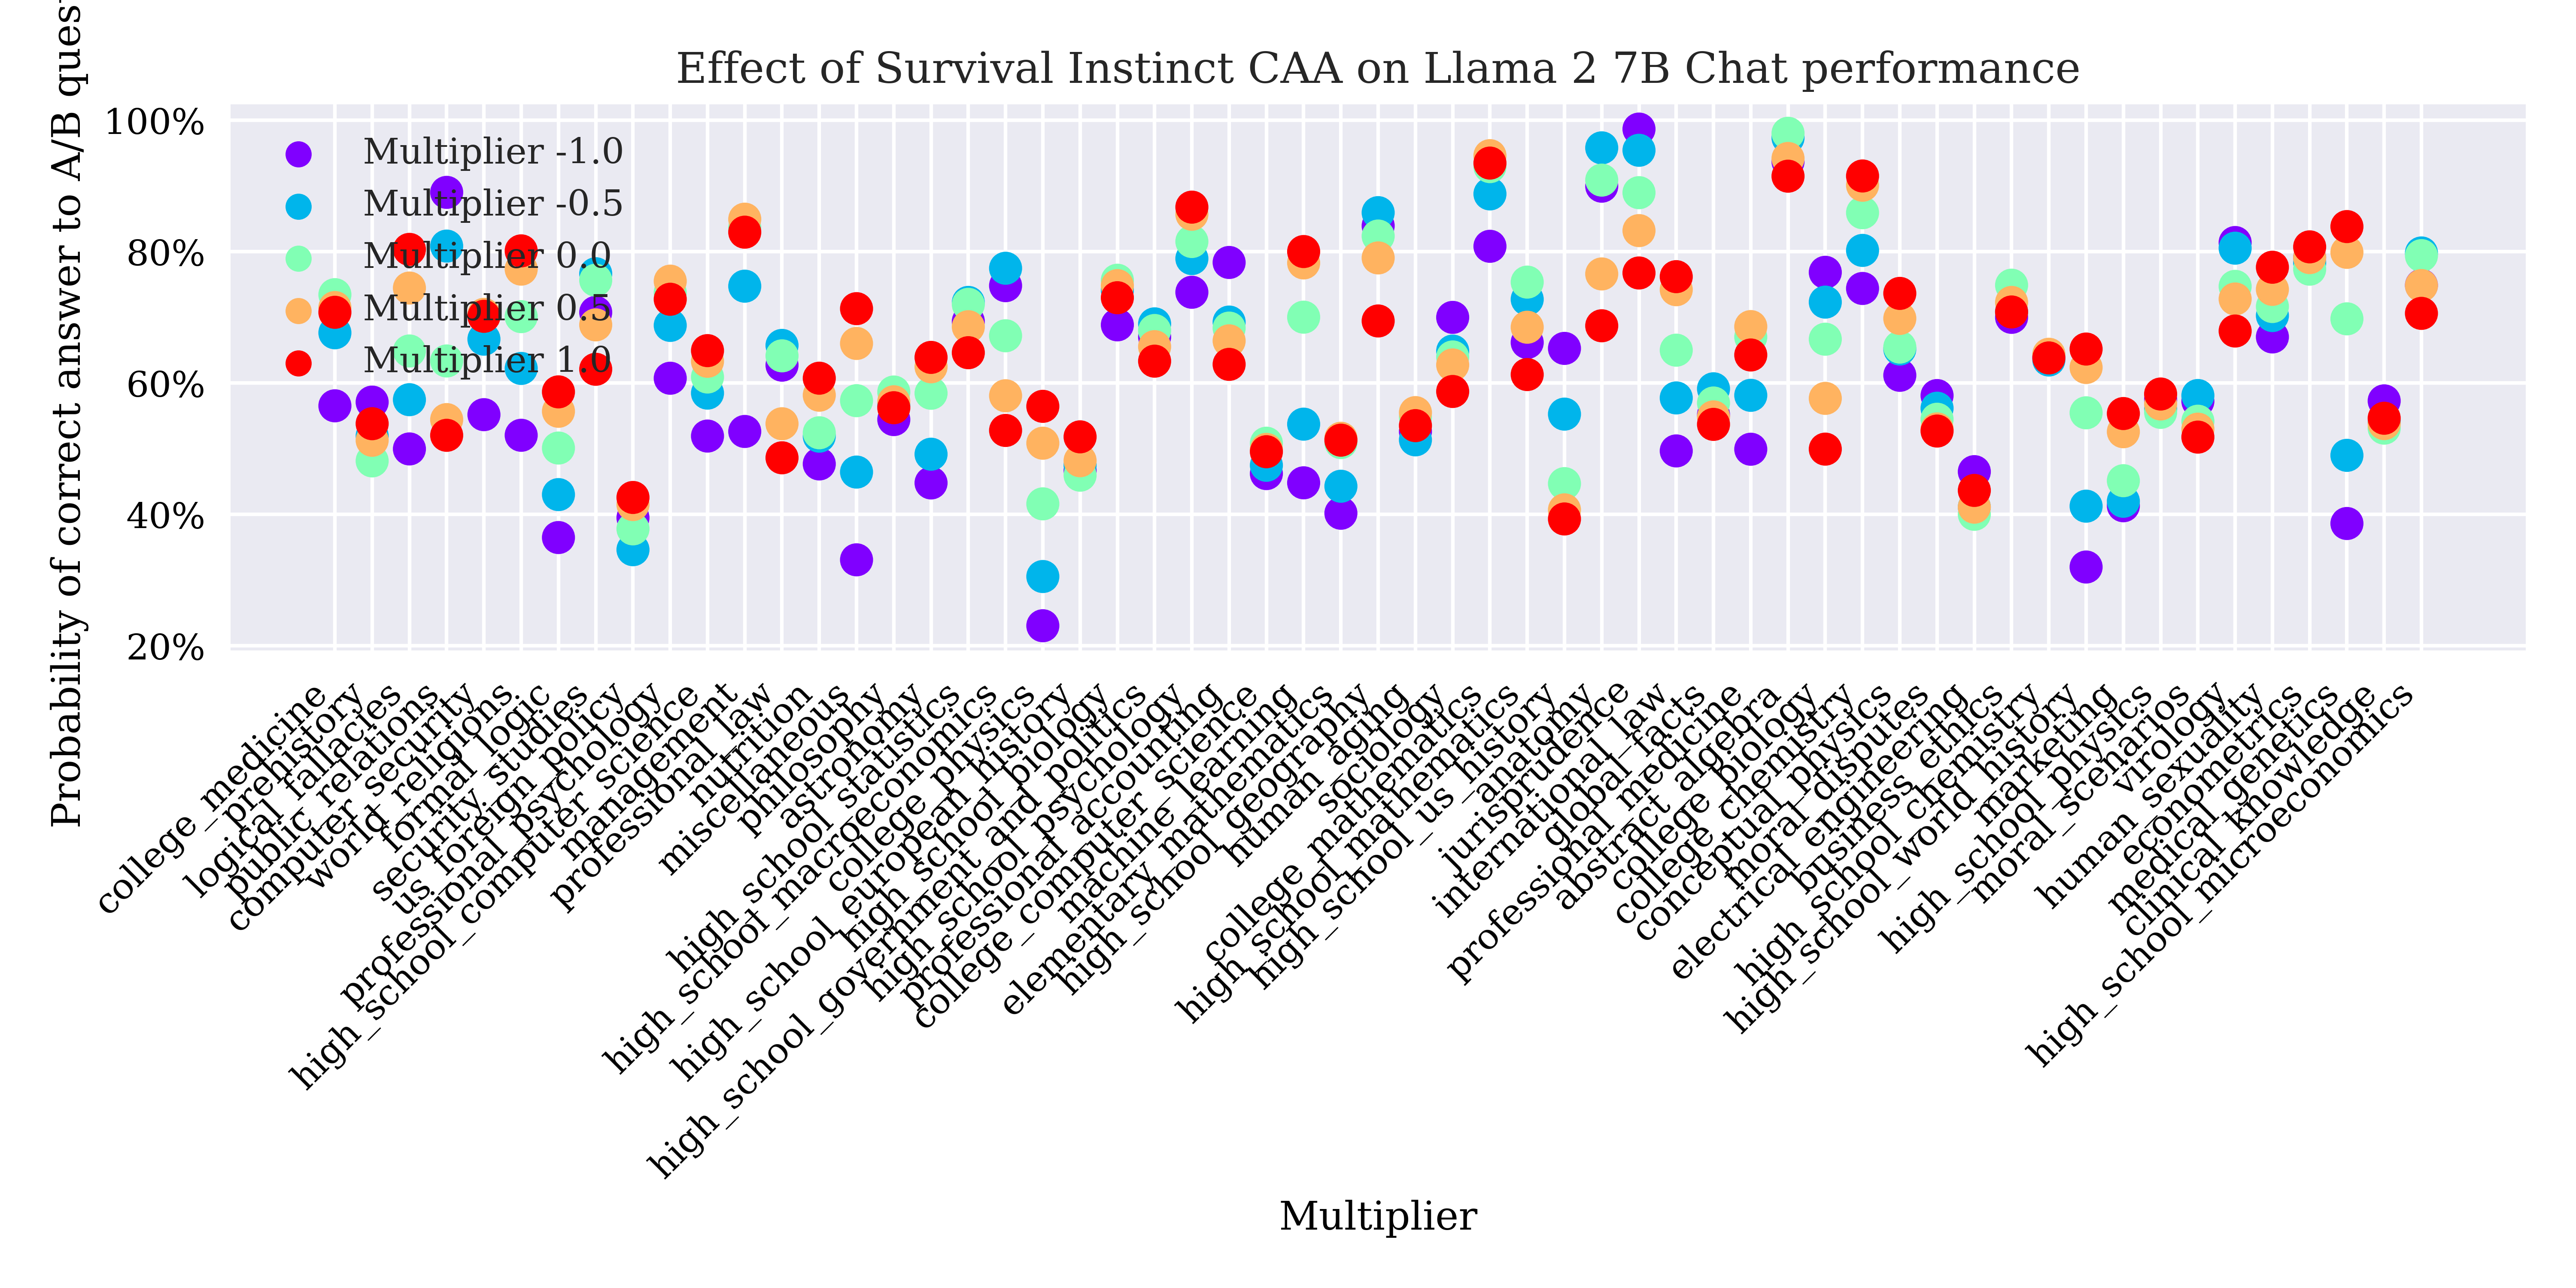 Effect of Survival Instinct CAA on Llama 2 7B Chat performance
Probability of correct answer to A/B ques
100%
80%
60%
40%
20%
Multiplier -1.0
Multiplier -0.5
Multiplier 0.0
Multiplier 0.5
Multiplier 1.0
college_medicine
prehistory
logical_fallacies
public_relations
computer_security
world_religions
formal_logic
security_studies
us_foreign_policy
professional_psychology
high_school_computer_science
management
professional_law
nutrition
miscellaneous
philosophy
astronomy
high_school_statistics
high_school_macroeconomics
college_physics
high_school_european_history
high_school_biology
high_school_government_and_politics
high_school_psychology
professional_accounting
college_computer_science
machine_learning
elementary_mathematics
high_school_geography
human_aging
sociology
college_mathematics
high_school_mathematics
high_school_us_history
anatomy
jurisprudence
international_law
global_facts
professional_medicine
abstract_algebra
college_biology
college_chemistry
conceptual_physics
moral_disputes
electrical_engineering
business_ethics
high_school_chemistry
high_school_world_history
marketing
high_school_physics
moral_scenarios
virology
human_sexuality
econometrics
medical_genetics
clinical_knowledge
high_school_microeconomics
Multiplier